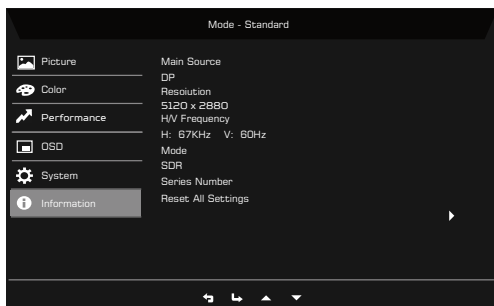 Mode - Standard
Picture
Color
Performance
OSD
System
Information
Main Source
DP
Resoiution
5120 x 2880
H/V Frequency
H: 67KHz V: 60Hz
Mode
SDR
Series Number
Reset All Settings